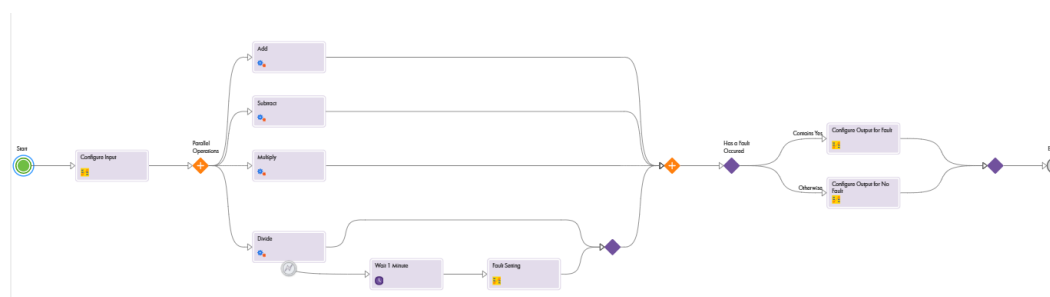 Start
Configure Input
Parallel
Operations
Add
Subtract
Multiply
Divide
Wait 1 Minute
Fault Setting
Has a Fault
Occured
Contains Yes
Otherwise
Configure Output for Fault
Configure Output for No
Fault
E